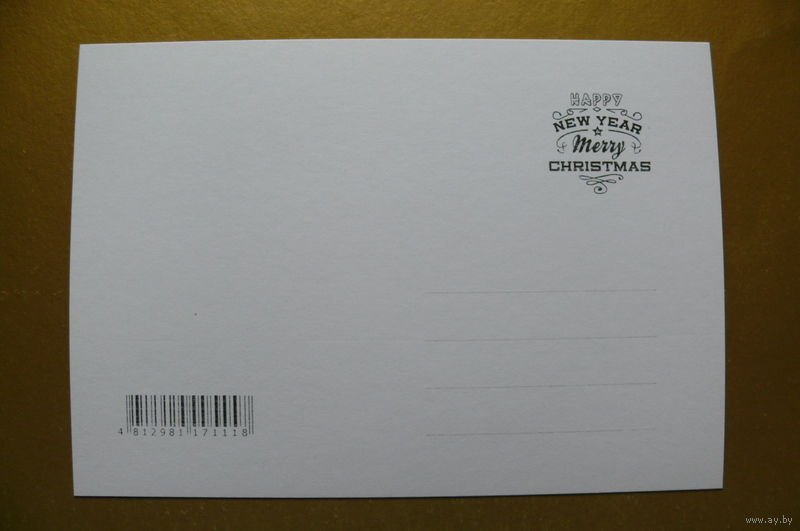 HAPPY
NEW YEAR
Merry
CHRISTMAS
4 812981 171118
www.ay.by